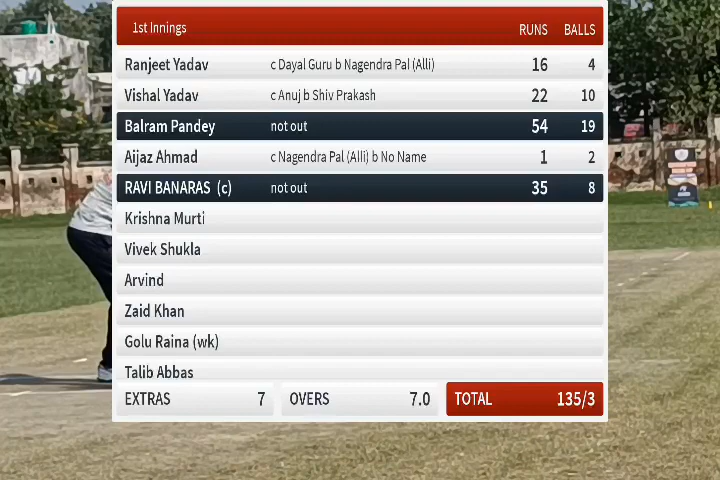 1st Innings RUNS BALLS
Ranjeet Yadav c Dayal Guru b Nagendra Pal (Alli) 16 4
Vishal Yadav c Anuj b Shiv Prakash 22 10
Balram Pandey not out 54 19
Aijaz Ahmad c Nagendra Pal (Alli) b No Name 1 2
RAVI BANARAS (c) not out 35 8
Krishna Murti
Vivek Shukla
Arvind
Zaid Khan
Golu Raina (wk)
Talib Abbas
EXTRAS 7 OVERS 7.0 TOTAL 135/3